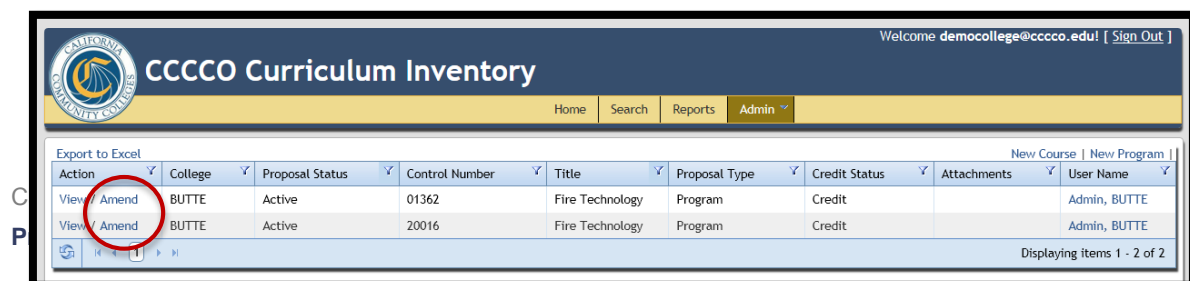 Welcome democollege@cccco.edu! [ Sign Out ]
CALIFORNIA COMMUNITY COLLEGES
CCCCO Curriculum Inventory
Home Search Reports Admin
Export to Excel New Course | New Program |
Action College Proposal Status Control Number Title Proposal Type Credit Status Attachments User Name
View / Amend BUTTE Active 01362 Fire Technology Program Credit Admin, BUTTE
View / Amend BUTTE Active 20016 Fire Technology Program Credit Admin, BUTTE
1 Displaying items 1 - 2 of 2